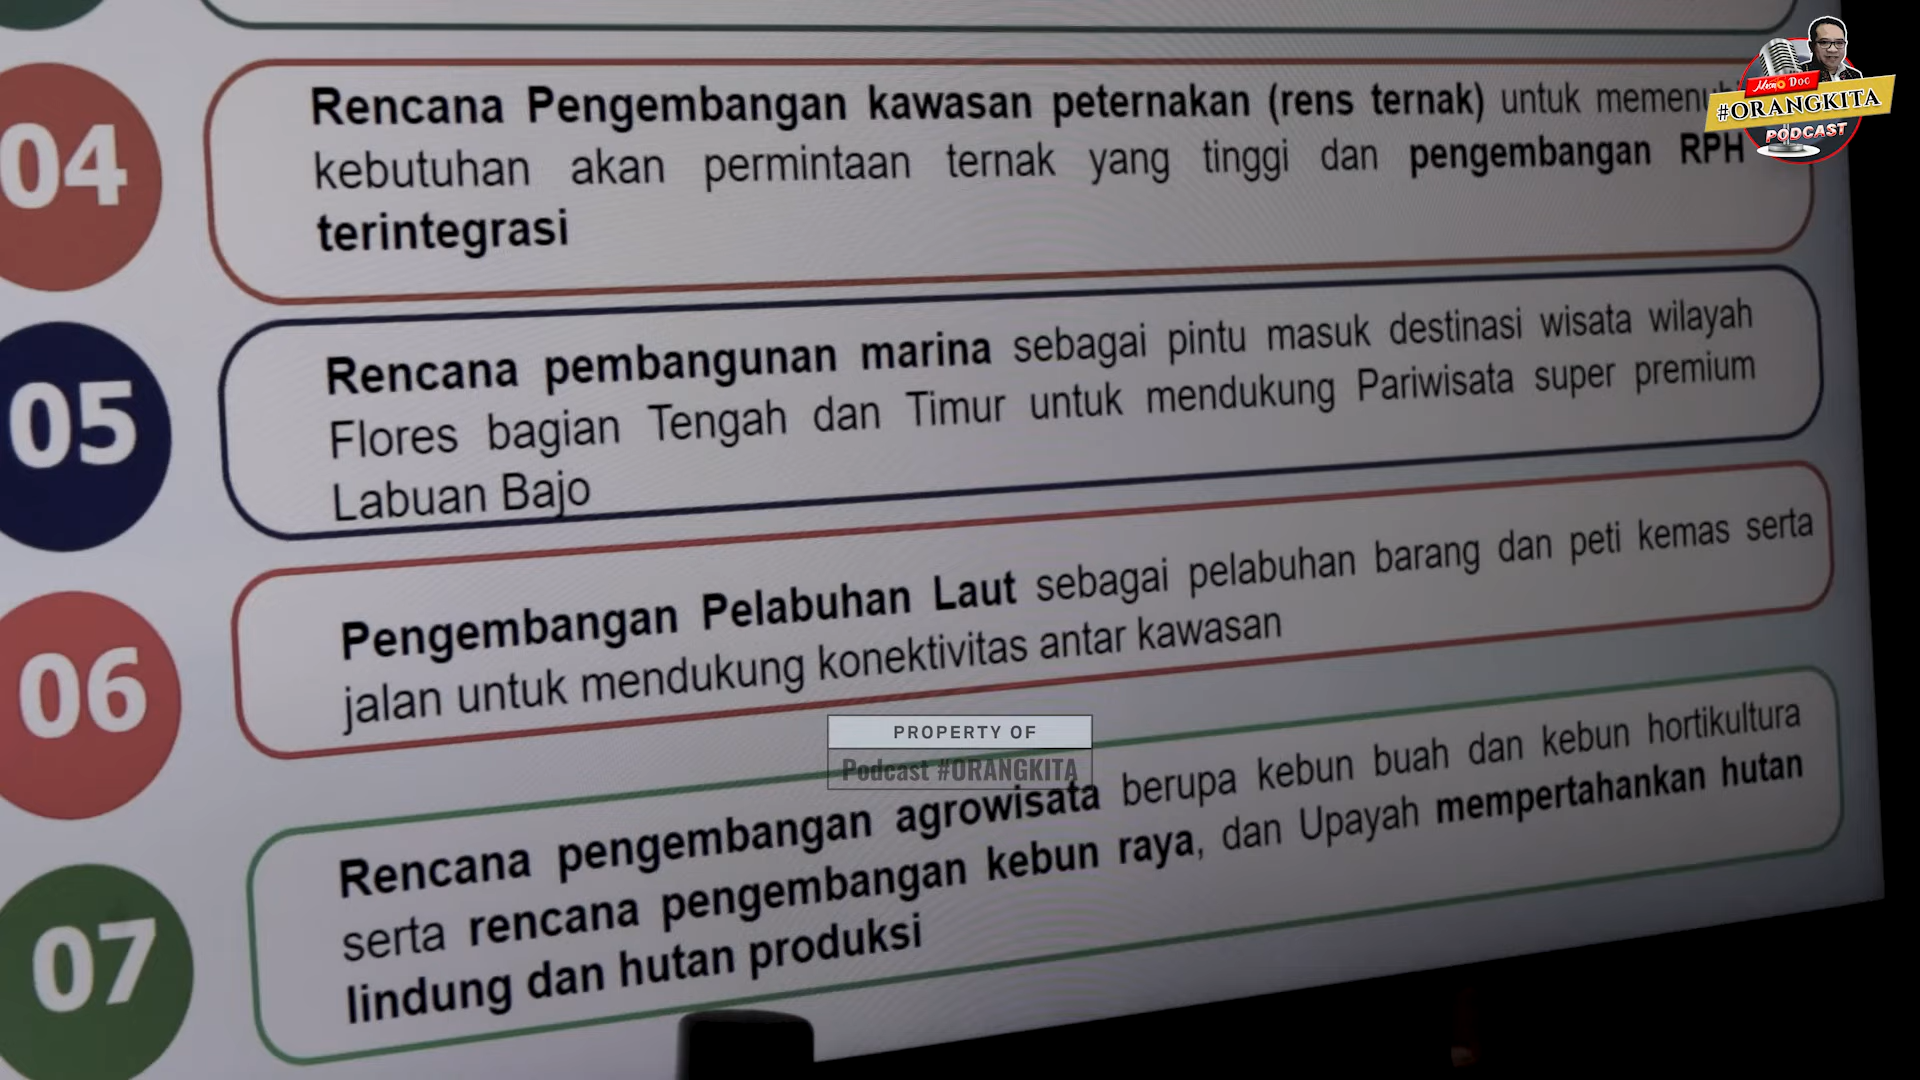 04
Rencana Pengembangan kawasan peternakan (rens ternak) untuk
kebutuhan akan permintaan ternak yang tinggi dan pengembangan RPH
terintegrasi
05
Rencana pembangunan marina sebagai pintu masuk destinasi wisata wilayah
Flores bagian Tengah dan Timur untuk mendukung Pariwisata super premium
Labuan Bajo
06
Pengembangan Pelabuhan Laut sebagai pelabuhan barang dan peti kemas serta
jalan untuk mendukung konektivitas antar kawasan
07
Rencana pengembangan agrowisata berupa kebun buah dan kebun hortikultura
serta rencana pengembangan kebun raya, dan Upayah mempertahankan hutan
lindung dan hutan produksi
PROPERTY OF
Podcast #ORANGKITA
#ORANGKITA
PODCAST